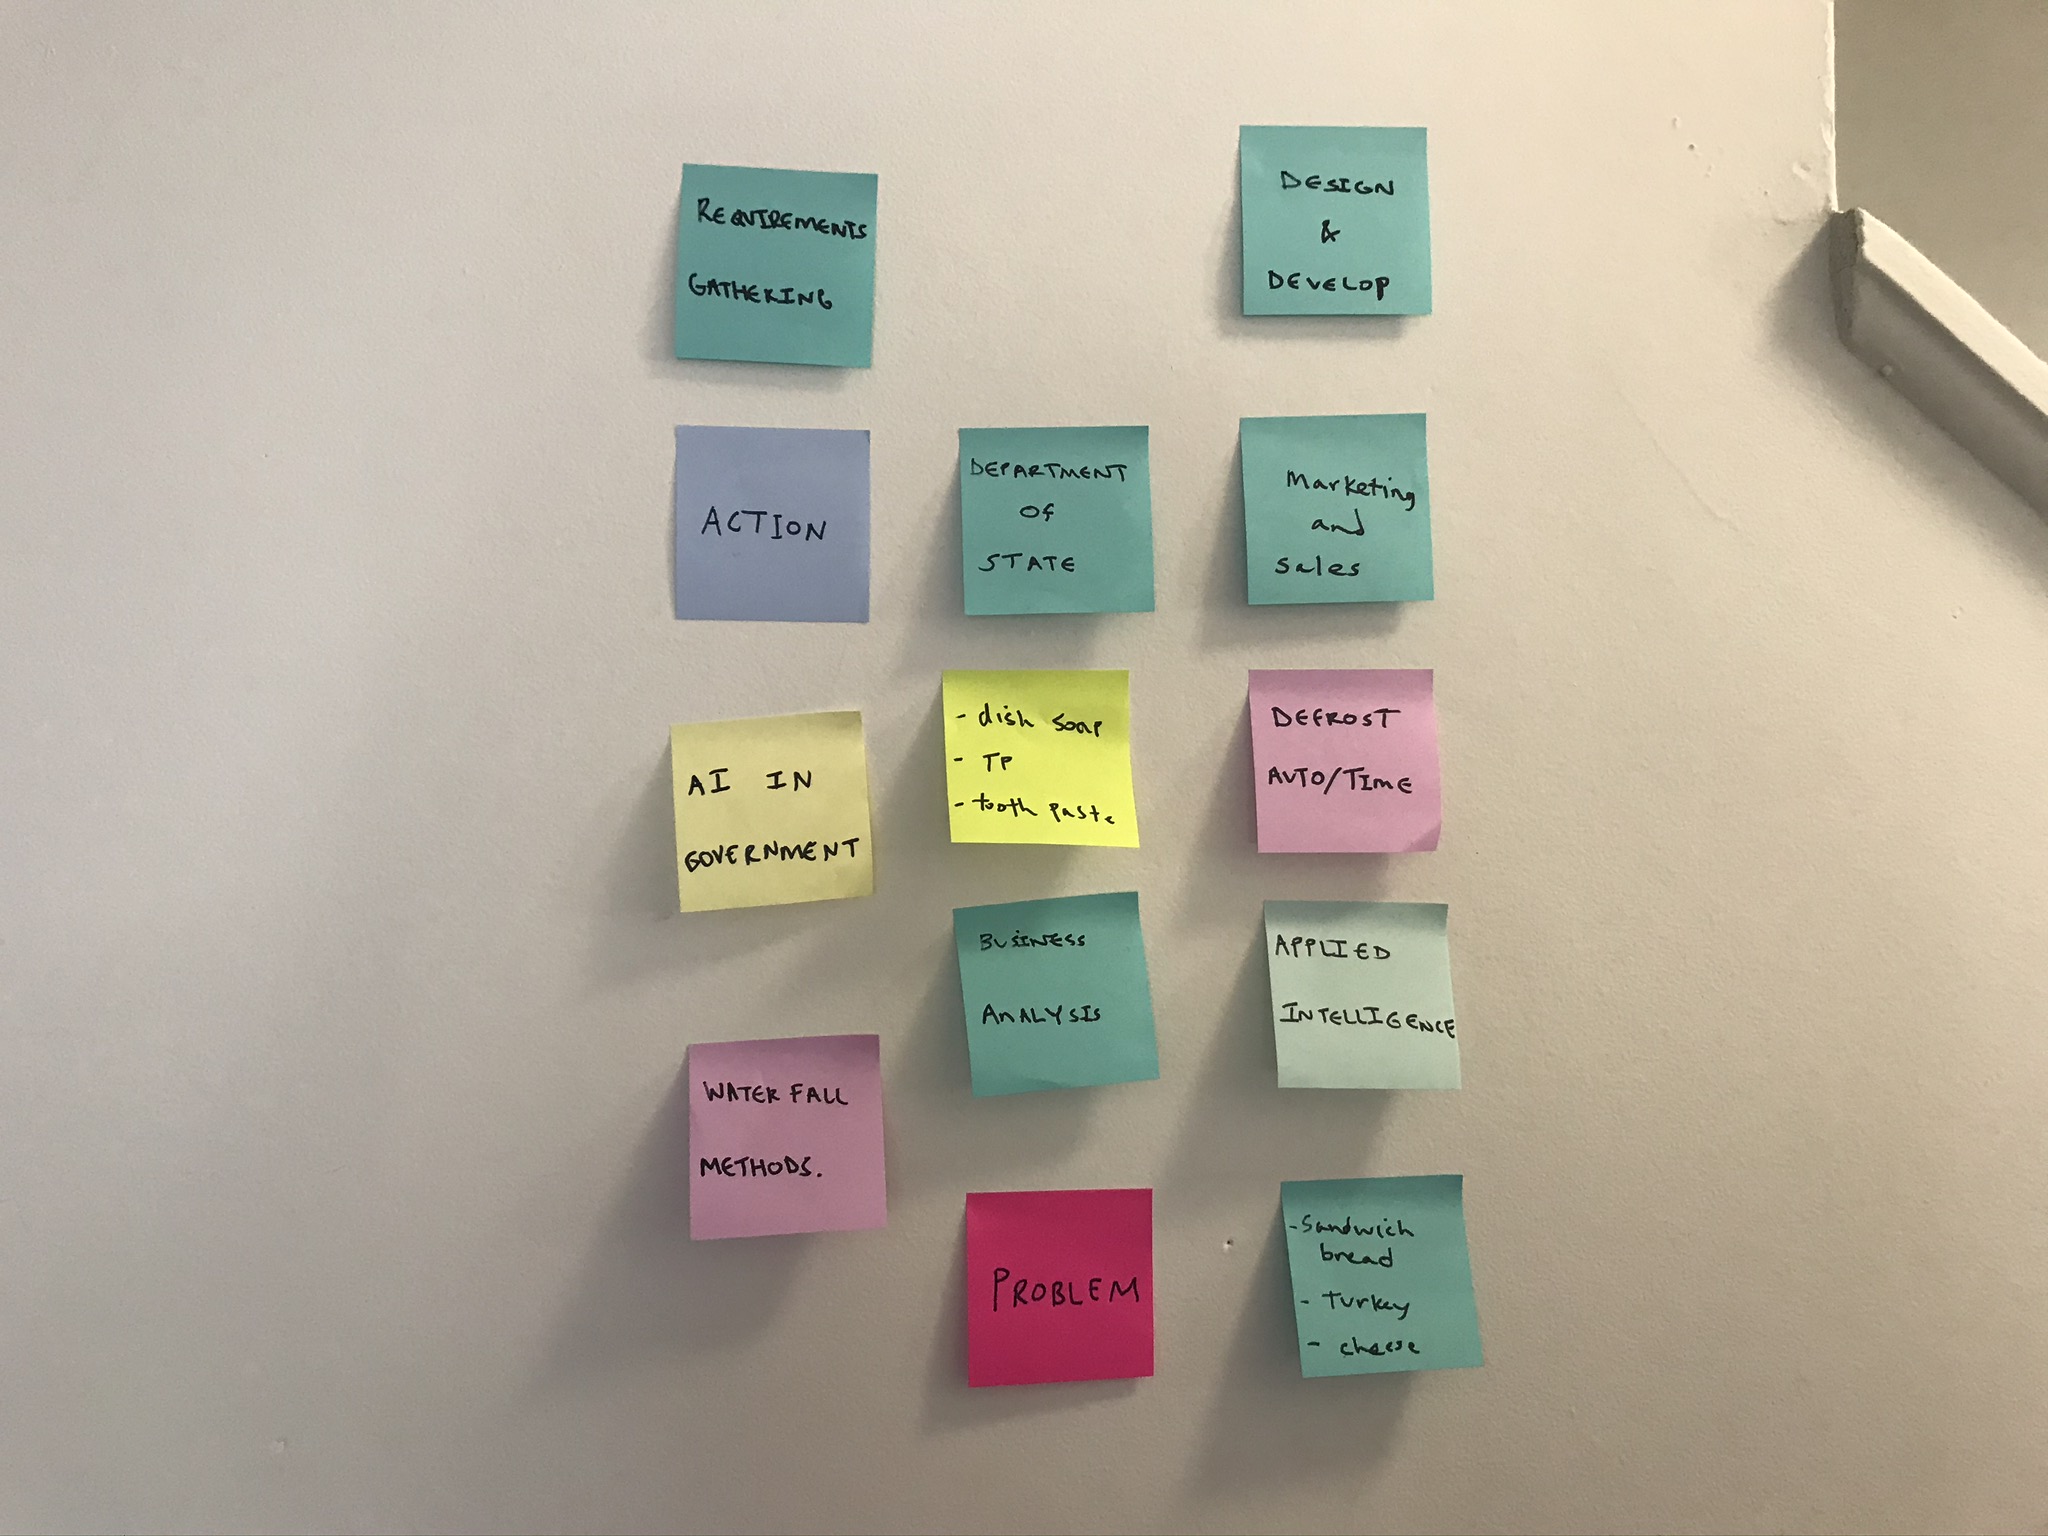 REQUIREMENTS
GATHERING
DESIGN
&
DEVELOP
ACTION
DEPARTMENT
OF
STATE
Marketing
and
Sales
AI IN
GOVERNMENT
- dish soap
- TP
- tooth paste
DEFROST
AUTO/TIME
BUSINESS
ANALYSIS
APPLIED
INTELLIGENCE
WATER FALL
METHODS.
PROBLEM
- Sandwich
bread
- Turkey
- cheese